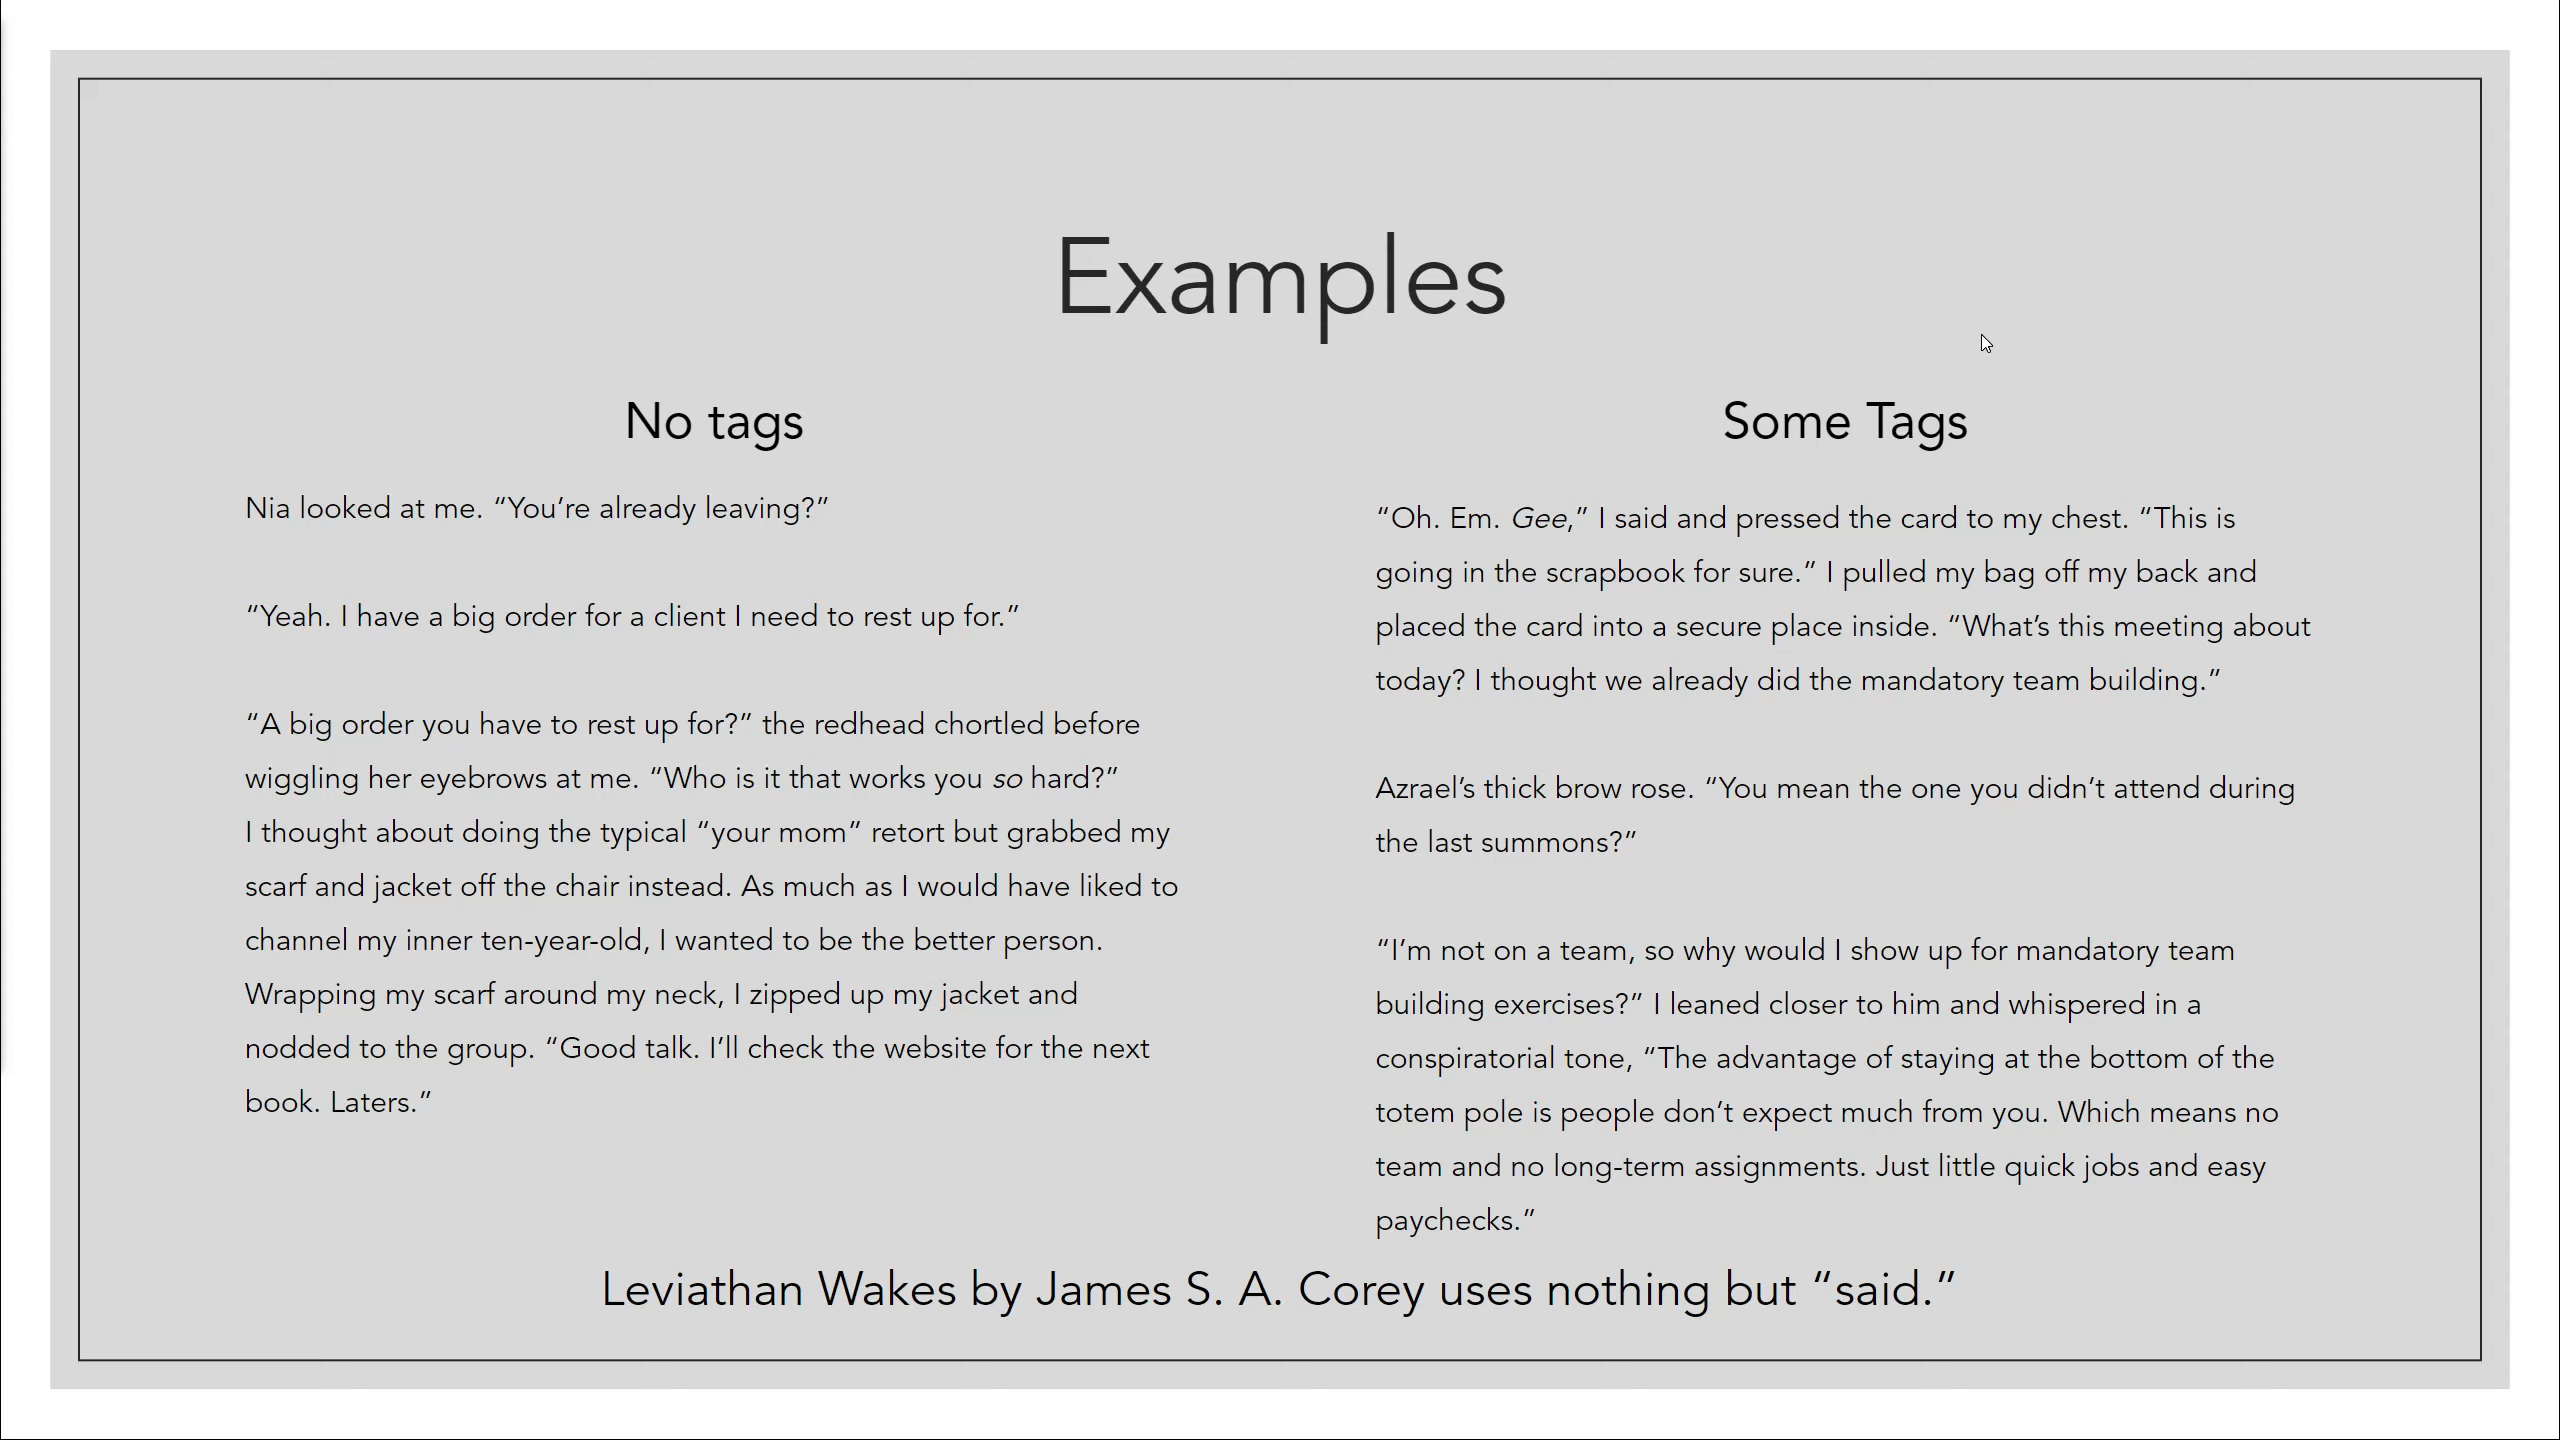 Examples
No tags
Nia looked at me. “You’re already leaving?”
“Yeah. I have a big order for a client I need to rest up for.”
“A big order you have to rest up for?” the redhead chortled before
wiggling her eyebrows at me. “Who is it that works you so hard?”
I thought about doing the typical “your mom” retort but grabbed my
scarf and jacket off the chair instead. As much as I would have liked to
channel my inner ten-year-old, I wanted to be the better person.
Wrapping my scarf around my neck, I zipped up my jacket and
nodded to the group. “Good talk. I’ll check the website for the next
book. Laters.”
Some Tags
“Oh. Em. Gee,” I said and pressed the card to my chest. “This is
going in the scrapbook for sure.” I pulled my bag off my back and
placed the card into a secure place inside. “What’s this meeting about
today? I thought we already did the mandatory team building.”
Azrael’s thick brow rose. “You mean the one you didn’t attend during
the last summons?”
“I’m not on a team, so why would I show up for mandatory team
building exercises?” I leaned closer to him and whispered in a
conspiratorial tone, “The advantage of staying at the bottom of the
totem pole is people don’t expect much from you. Which means no
team and no long-term assignments. Just little quick jobs and easy
paychecks.”
Leviathan Wakes by James S. A. Corey uses nothing but “said.”